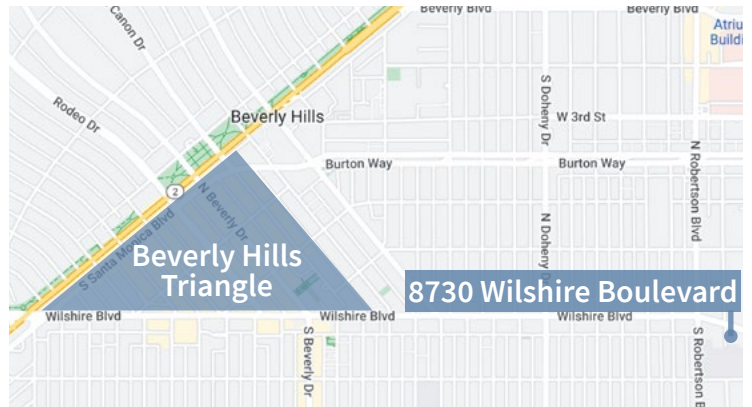 Beverly Blvd
Beverly Blvd
Canon Dr
Atriu
Buildi
Rodeo Dr
Beverly Hills
S Doheny Dr
W 3rd St
Burton Way
Burton Way
N Robertson Blvd
2
N Beverly Dr
S Santa Monica Blvd
N Doheny D
Beverly Hills
Triangle
8730 Wilshire Boulevard
Wilshire Blvd
Wilshire Blvd
Wilshire Blvd
S Beverly Dr
S Robertson B